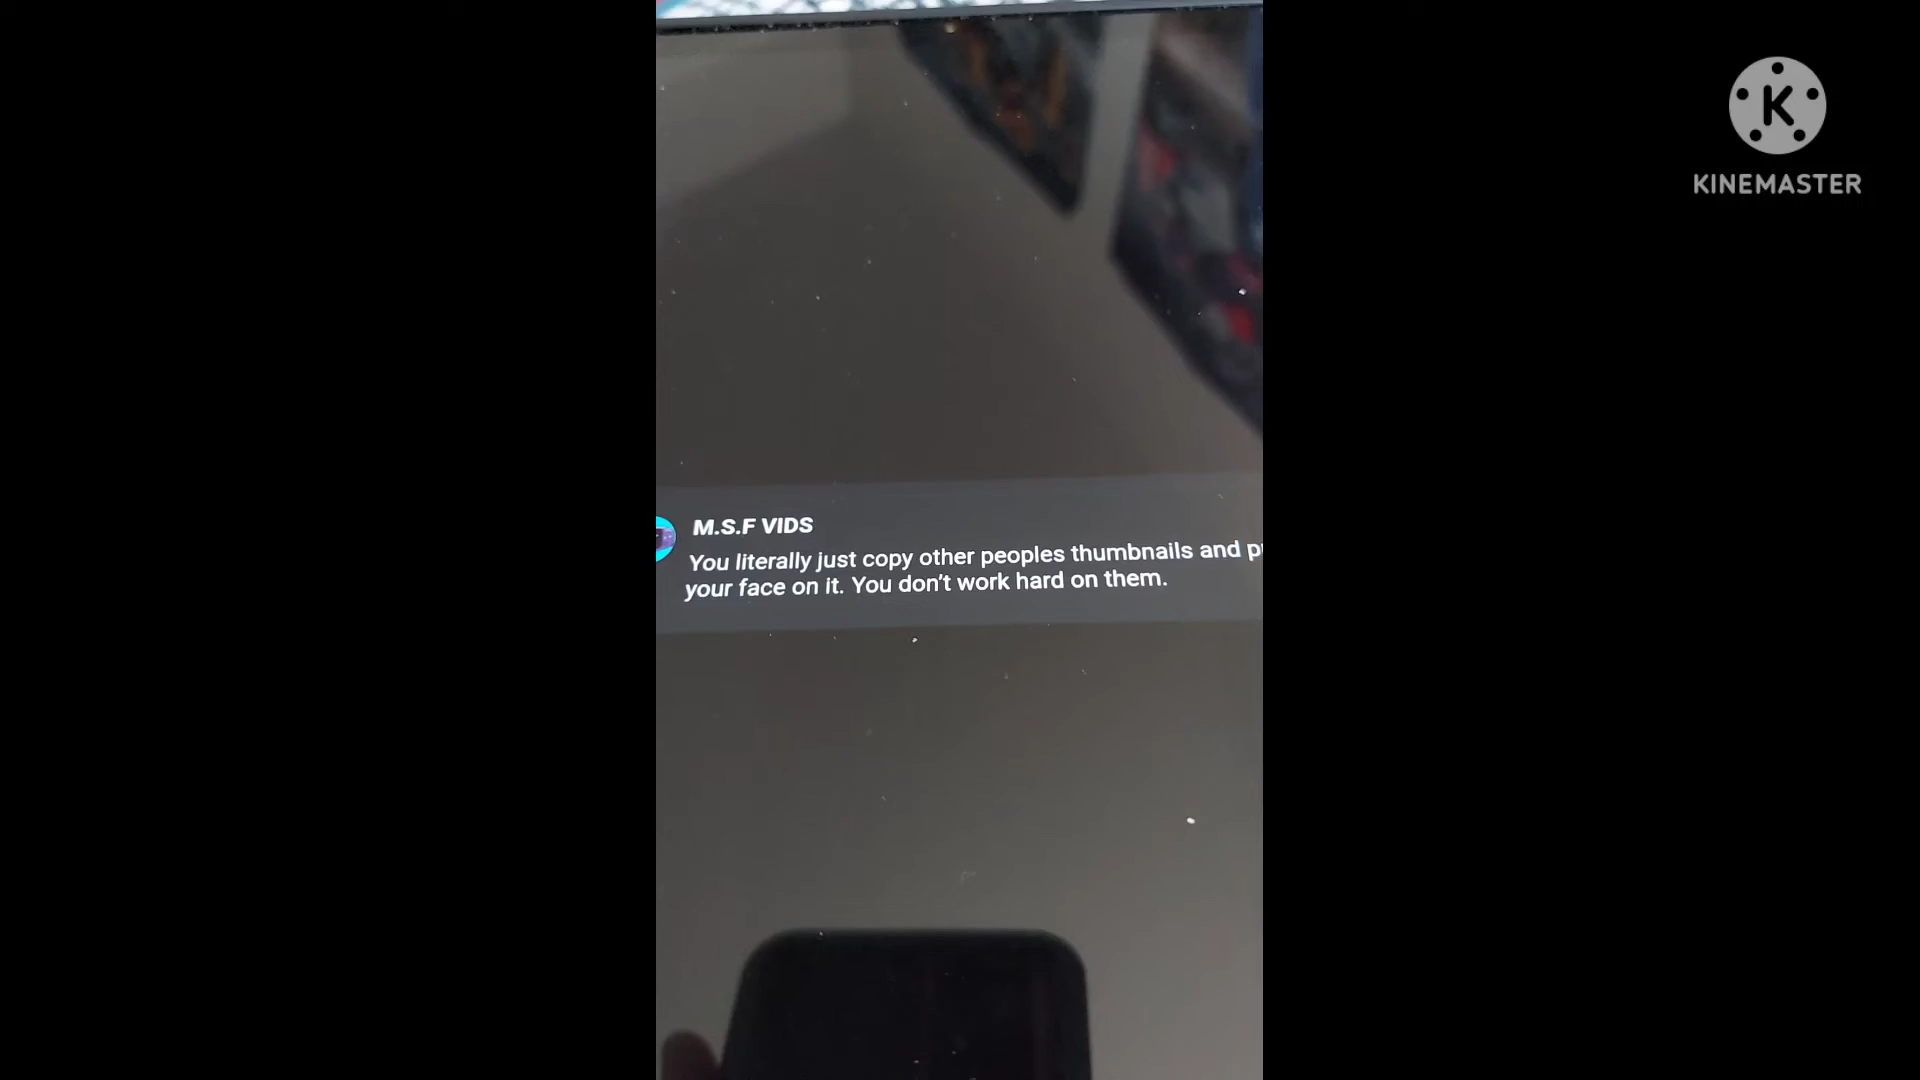 K
KINEMASTER
M.S.F VIDS
You literally just copy other peoples thumbnails and
your face on it. You don't work hard on them.